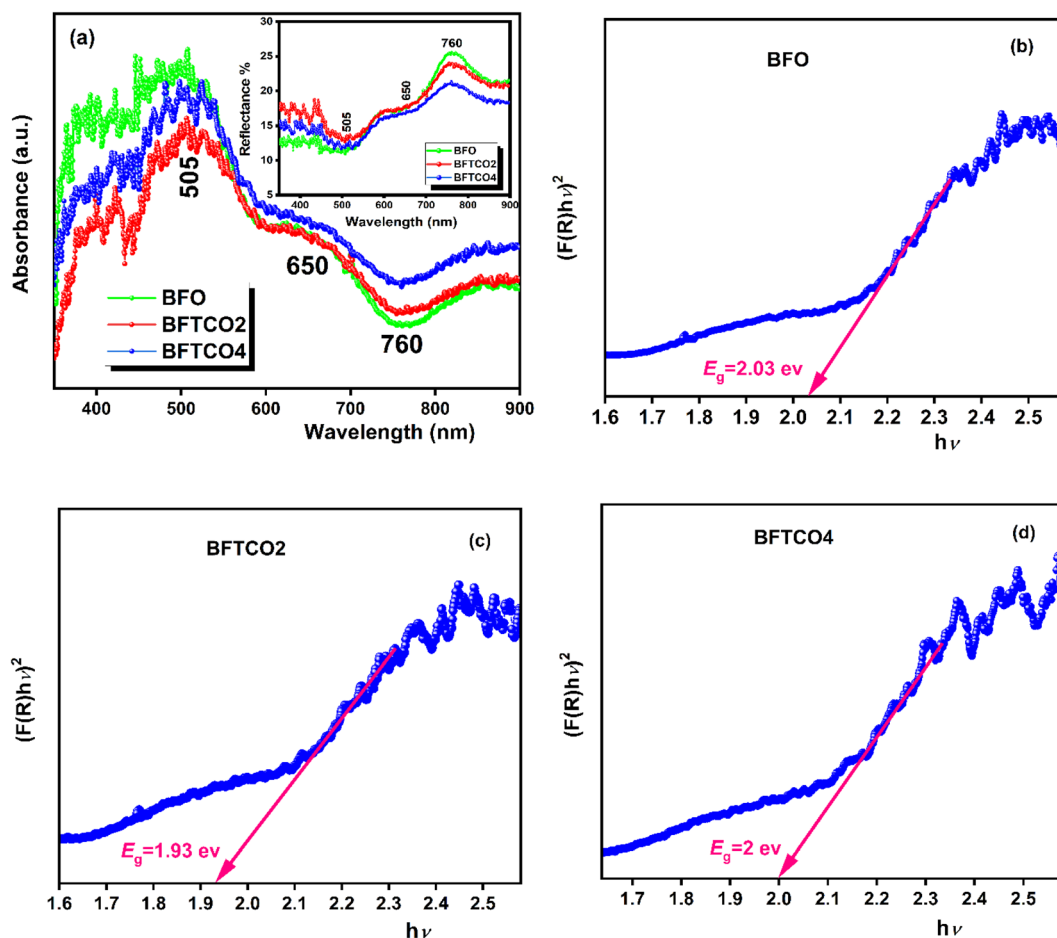 (a)
Absorbance (a.u.)
505
650
760
BFO
BFTCO2
BFTCO4
400 500 600 700 800 900
Wavelength (nm)
30
25
20
15
10
5
Reflectance %
505
650
760
BFO
BFTCO2
BFTCO4
400 500 600 700 800 900
Wavelength (nm)
(b)
BFO
(F(R)hν)²
Eg=2.03 ev
1.6 1.7 1.8 1.9 2.0 2.1 2.2 2.3 2.4 2.5
hν
(c)
BFTCO2
(F(R)hν)²
Eg=1.93 ev
1.6 1.7 1.8 1.9 2.0 2.1 2.2 2.3 2.4 2.5
hν
(d)
BFTCO4
(F(R)hν)²
Eg=2 ev
1.7 1.8 1.9 2.0 2.1 2.2 2.3 2.4 2.5
hν